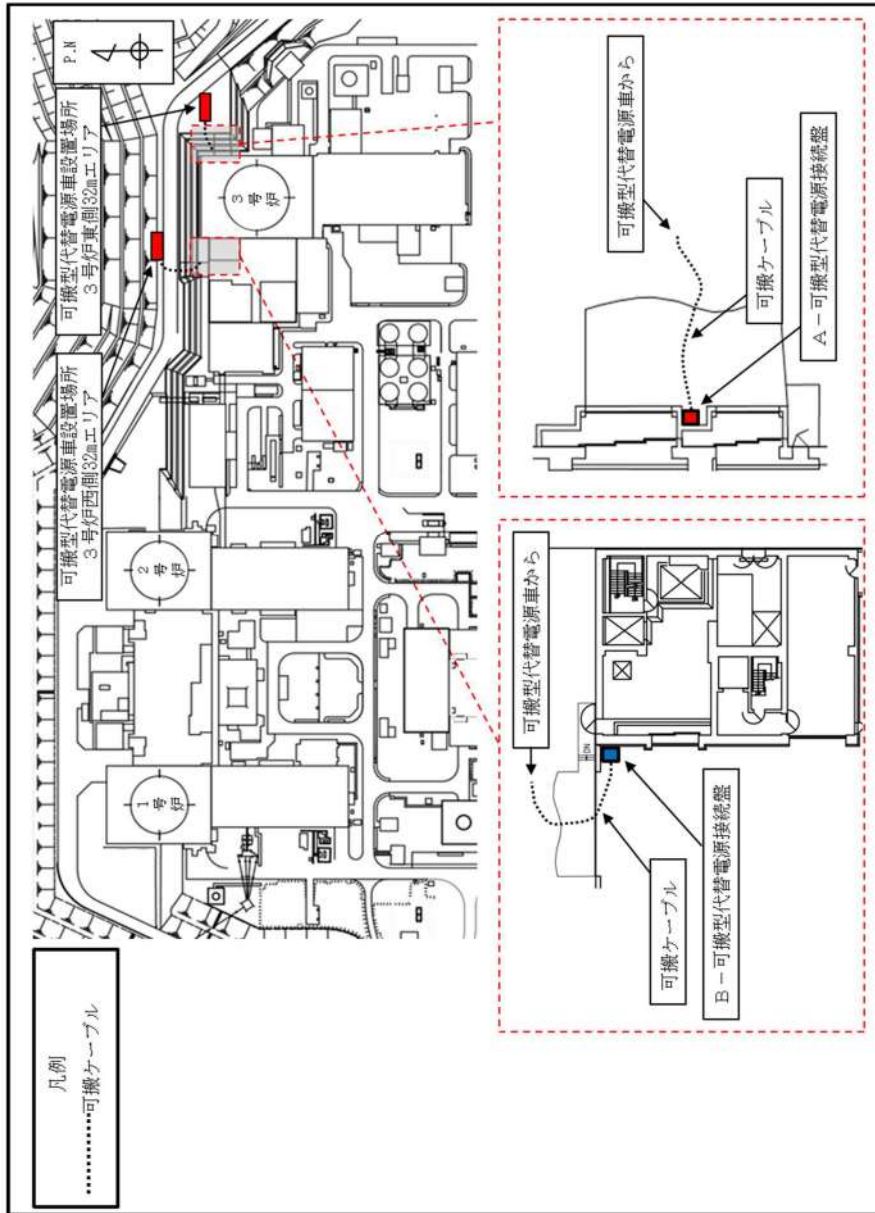 凡例
可搬ケーブル
可搬型代替電源車設置場所
3号炉西側32mエリア
可搬型代替電源車設置場所
3号炉東側32mエリア
P.N
1号炉
2号炉
3号炉
可搬型代替電源車から
DN
可搬ケーブル
B-可搬型代替電源接続盤
可搬型代替電源車から
可搬ケーブル
A-可搬型代替電源接続盤